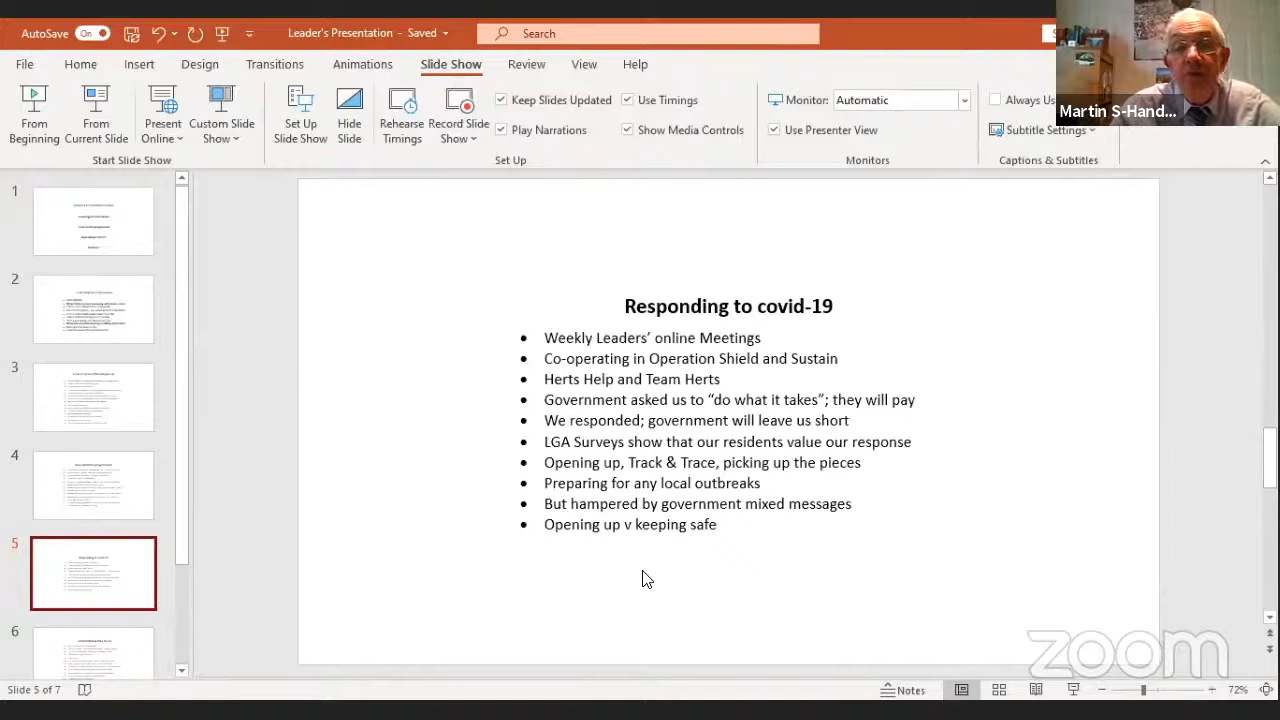 AutoSave On Leader's Presentation - Saved Search
File Home Insert Design Transitions Animations Slide Show Review View Help
From Beginning
From Current Slide
Present Online
Custom Slide Show
Set Up Slide Show
Hide Slide
Rehearse Timings
Record Slide Show
Keep Slides Updated
Play Narrations
Use Timings
Show Media Controls
Monitor: Automatic
Use Presenter View
Always
Subtitle Settings
Start Slide Show Set Up Monitors Captions & Subtitles
Martin S-Hand...
1
2
3
4
5
6
Responding to covid-19
• Weekly Leaders’ online Meetings
• Co-operating in Operation Shield and Sustain
• Herts Help and Team Herts
• Government asked us to “do what it takes”; they will pay
• We responded; government will leave us short
• LGA Surveys show that our residents value our response
• Opening up, Track & Trace, picking up the pieces
• Preparing for any local outbreaks
• But hampered by government mixed messages
• Opening up v keeping safe
zoom
Slide 5 of 7 Notes 72%